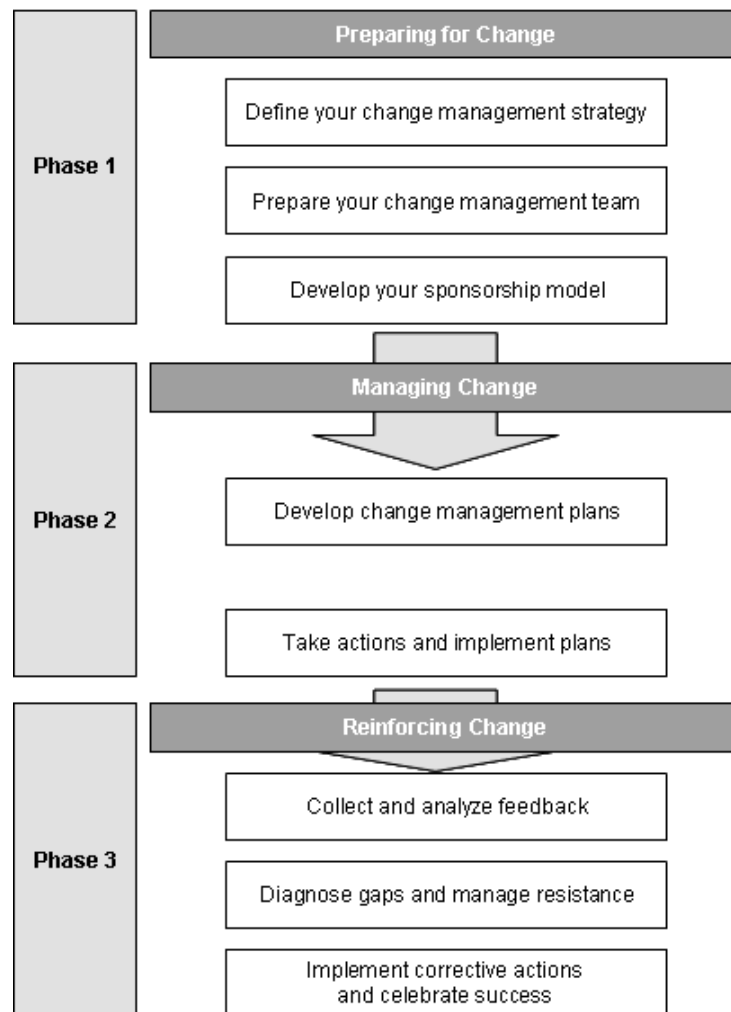 Preparing for Change
Phase 1
Define your change management strategy
Prepare your change management team
Develop your sponsorship model
Managing Change
Phase 2
Develop change management plans
Take actions and implement plans
Reinforcing Change
Phase 3
Collect and analyze feedback
Diagnose gaps and manage resistance
Implement corrective actions
and celebrate success